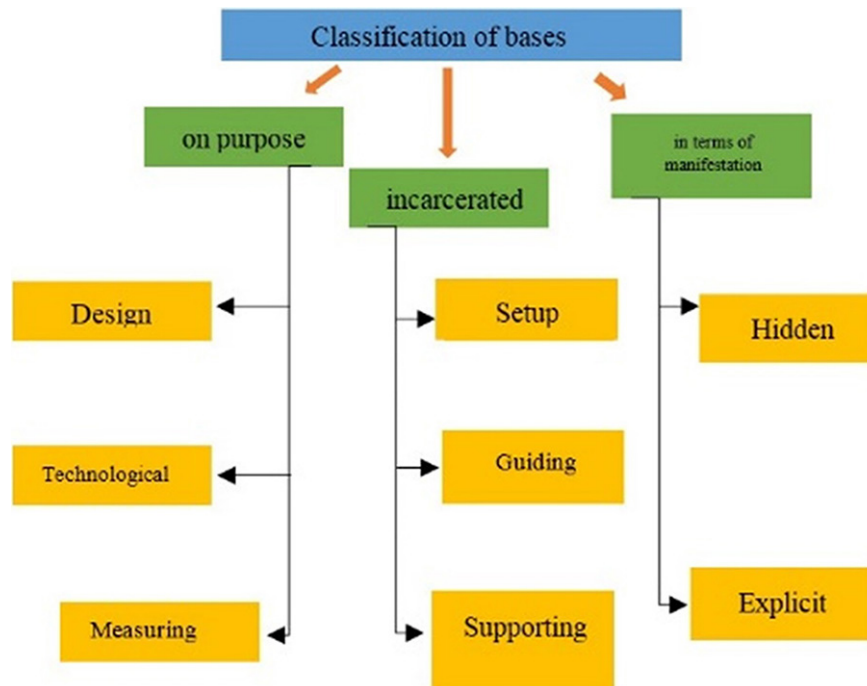 Classification of bases
on purpose
incarcerated
in terms of
manifestation
Design
Setup
Hidden
Technological
Guiding
Measuring
Supporting
Explicit